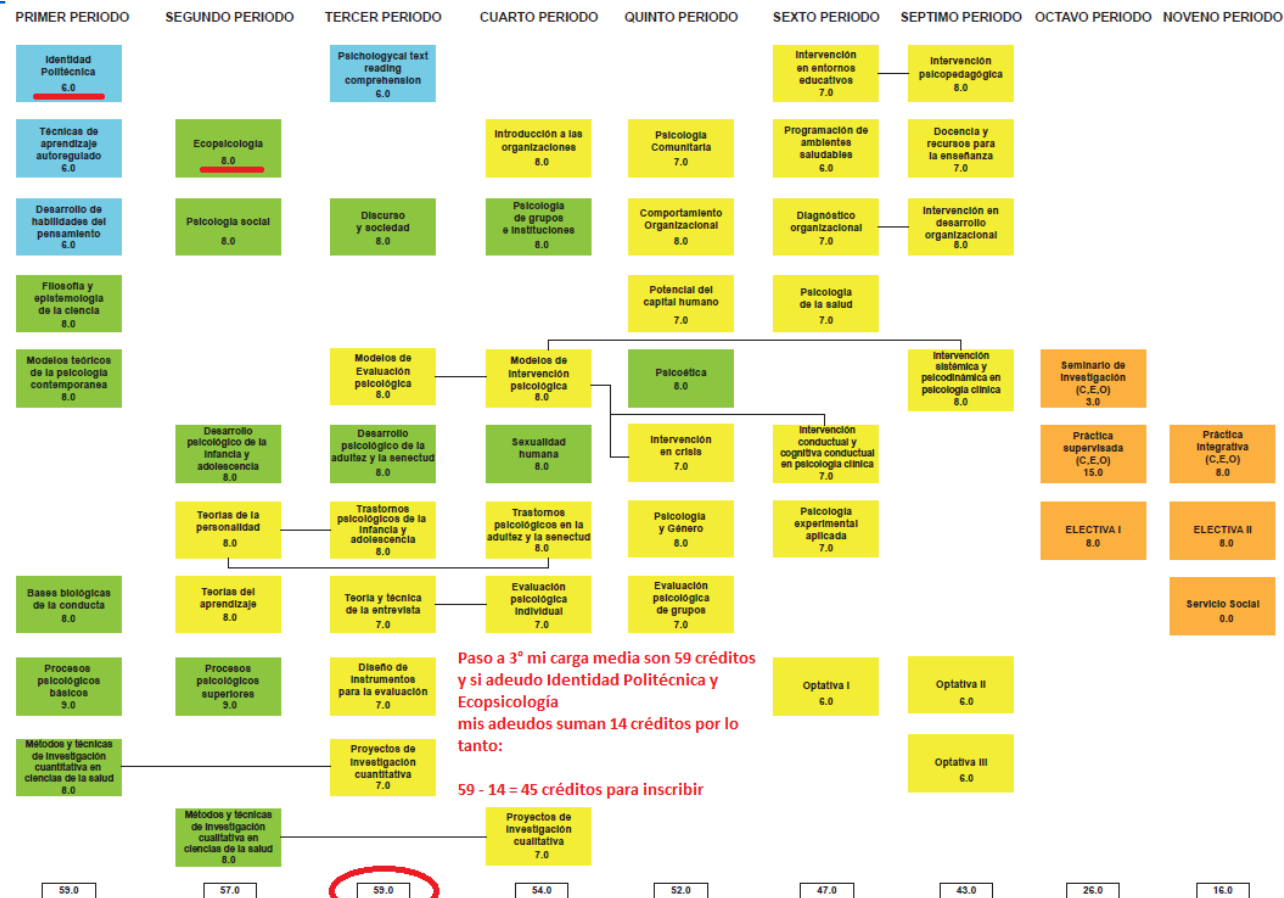 PRIMER PERIODO
SEGUNDO PERIODO
TERCER PERIODO
CUARTO PERIODO
QUINTO PERIODO
SEXTO PERIODO
SEPTIMO PERIODO
OCTAVO PERIODO
NOVENO PERIODO
Identidad
Politécnica
6.0
Psichologycal text
reading
comprehension
6.0
Intervención
en entornos
educativos
7.0
Intervención
psicopedagógica
8.0
Técnicas de
aprendizaje
autoregulado
6.0
Ecopsicología
8.0
Introducción a las
organizaciones
8.0
Psicología
Comunitaria
7.0
Programación de
ambientes
saludables
6.0
Docencia y
recursos para
la enseñanza
7.0
Desarrollo de
habilidades del
pensamiento
6.0
Psicología social
8.0
Discurso
y sociedad
8.0
Psicología
de grupos
e instituciones
8.0
Comportamiento
Organizacional
8.0
Diagnóstico
organizacional
7.0
Intervención en
desarrollo
organizacional
8.0
Filosofía y
epistemología
de la ciencia
8.0
Potencial del
capital humano
7.0
Psicología
de la salud
7.0
Modelos teóricos
de la psicología
contemporanea
8.0
Modelos de
Evaluación
psicológica
8.0
Modelos de
Intervención
psicológica
8.0
Psicoética
8.0
Intervención
sistémica y
psicodinámica en
psicología clínica
8.0
Seminario de
Investigación
(C,E,O)
3.0
Desarrollo
psicológico de la
infancia y
adolescencia
8.0
Desarrollo
psicológico de la
adultez y la senectud
8.0
Sexualidad
humana
8.0
Intervención
en crisis
7.0
Intervención
conductual y
cognitiva conductual
en psicología clínica
7.0
Práctica
supervisada
(C,E,O)
15.0
Práctica
Integrativa
(C,E,O)
8.0
Teorías de la
personalidad
8.0
Trastornos
psicológicos de la
infancia y
adolescencia
8.0
Trastornos
psicológicos en la
adultez y la senectud
8.0
Psicología
y Género
8.0
Psicología
experimental
aplicada
7.0
ELECTIVA I
8.0
ELECTIVA II
8.0
Bases biológicas
de la conducta
8.0
Teorías del
aprendizaje
8.0
Teoría y técnica
de la entrevista
7.0
Evaluación
psicológica
individual
7.0
Evaluación
psicológica
de grupos
7.0
Servicio Social
0.0
Procesos
psicológicos
básicos
9.0
Procesos
psicológicos
superiores
9.0
Diseño de
instrumentos
para la evaluación
7.0
Paso a 3° mi carga media son 59 créditos
y si adeudo Identidad Politécnica y
Ecopsicología
mis adeudos suman 14 créditos por lo
tanto:
59 - 14 = 45 créditos para inscribir
Optativa I
6.0
Optativa II
6.0
Métodos y técnicas
de investigación
cuantitativa en
ciencias de la salud
8.0
Proyectos de
investigación
cuantitativa
7.0
Optativa III
6.0
Métodos y técnicas
de investigación
cualitativa en
ciencias de la salud
8.0
Proyectos de
investigación
cualitativa
7.0
59.0
57.0
59.0
54.0
52.0
47.0
43.0
26.0
16.0